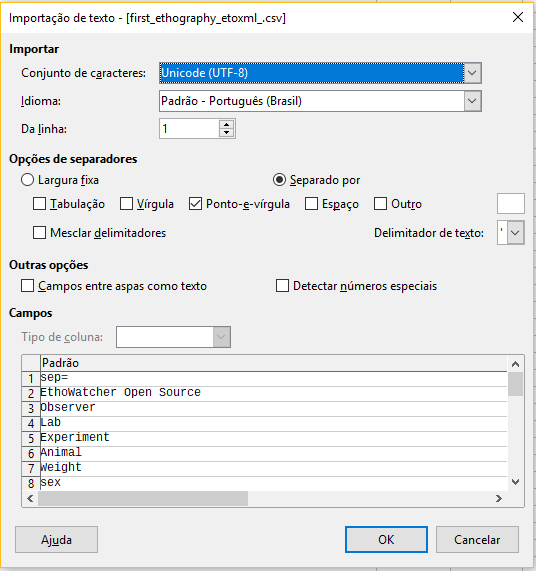 Importação de texto - [first_ethography_etoxml_.csv]
Importar
Conjunto de caracteres: Unicode (UTF-8)
Idioma: Padrão - Português (Brasil)
Da linha: 1
Opções de separadores
Largura fixa Separado por
Tabulação Vírgula Ponto-e-vírgula Espaço Outro
Mesclar delimitadores Delimitador de texto: '
Outras opções
Campos entre aspas como texto Detectar números especiais
Campos
Tipo de coluna:
Padrão
1 sep=
2 EthoWatcher Open Source
3 Observer
4 Lab
5 Experiment
6 Animal
7 Weight
8 sex
Ajuda OK Cancelar